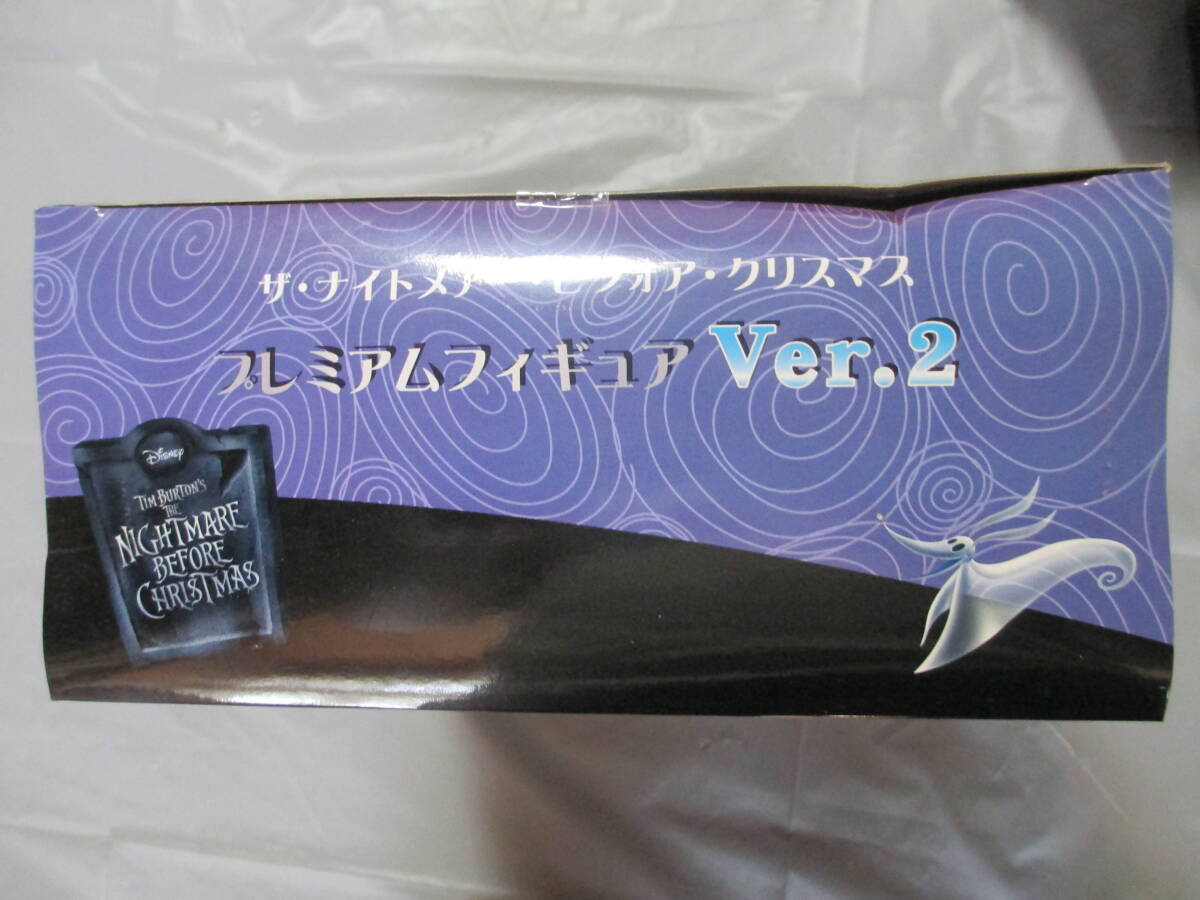 ザ・ナイトメアー・ビフォア・クリスマス
プレミアムフィギュア Ver.2
Disney
TIM BURTON'S
THE
NIGHTMARE
BEFORE
CHRISTMAS